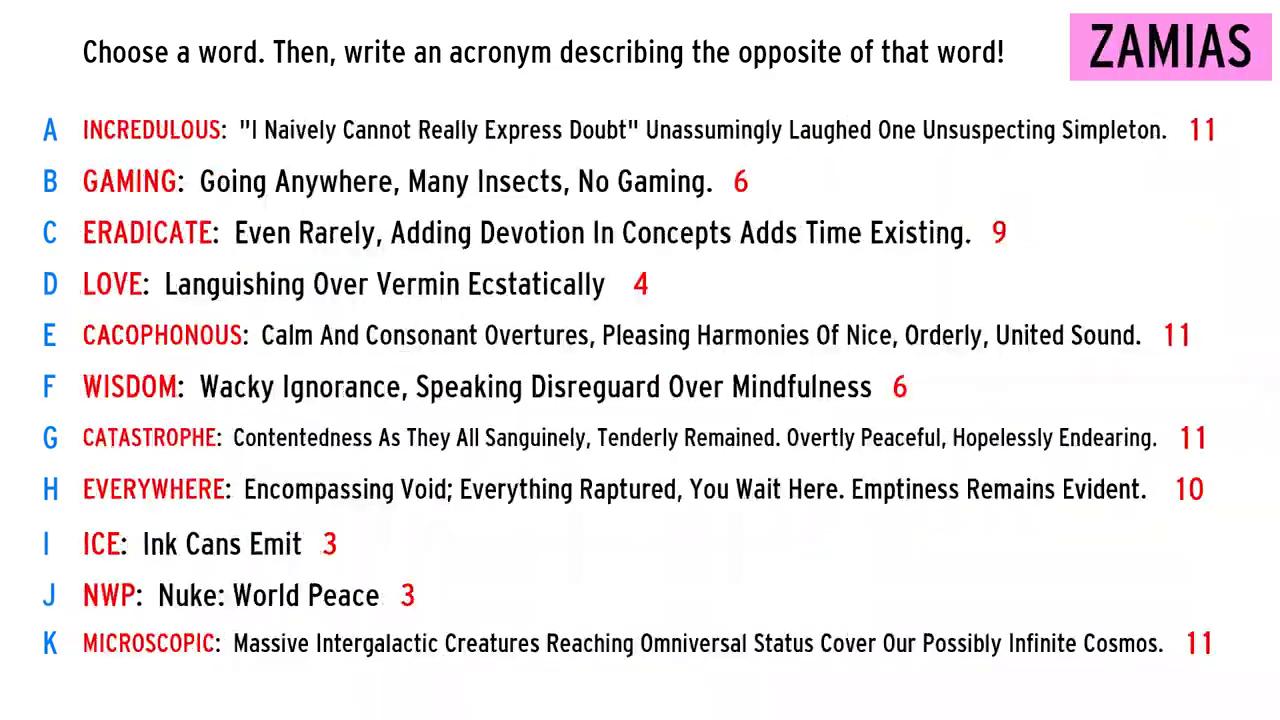 Choose a word. Then, write an acronym describing the opposite of that word!
ZAMIAS
A INCREDULOUS: "I Naively Cannot Really Express Doubt" Unassumingly Laughed One Unsuspecting Simpleton. 11
B GAMING: Going Anywhere, Many Insects, No Gaming. 6
C ERADICATE: Even Rarely, Adding Devotion In Concepts Adds Time Existing. 9
D LOVE: Languishing Over Vermin Ecstatically 4
E CACOPHONOUS: Calm And Consonant Overtures, Pleasing Harmonies Of Nice, Orderly, United Sound. 11
F WISDOM: Wacky Ignorance, Speaking Disreguard Over Mindfulness 6
G CATASTROPHE: Contentedness As They All Sanguinely, Tenderly Remained. Overtly Peaceful, Hopelessly Endearing. 11
H EVERYWHERE: Encompassing Void; Everything Raptured, You Wait Here. Emptiness Remains Evident. 10
I ICE: Ink Cans Emit 3
J NWP: Nuke: World Peace 3
K MICROSCOPIC: Massive Intergalactic Creatures Reaching Omniversal Status Cover Our Possibly Infinite Cosmos. 11